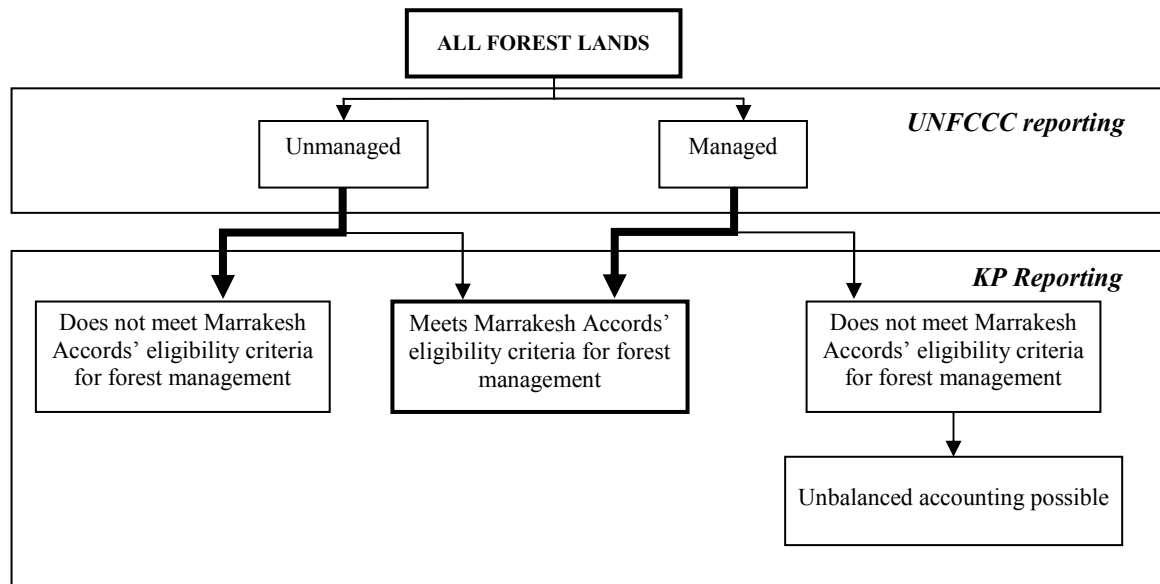 ALL FOREST LANDS
UNFCCC reporting
Unmanaged
Managed
KP Reporting
Does not meet Marrakesh
Accords’ eligibility criteria
for forest management
Meets Marrakesh Accords’
eligibility criteria for forest
management
Does not meet Marrakesh
Accords’ eligibility criteria
for forest management
Unbalanced accounting possible